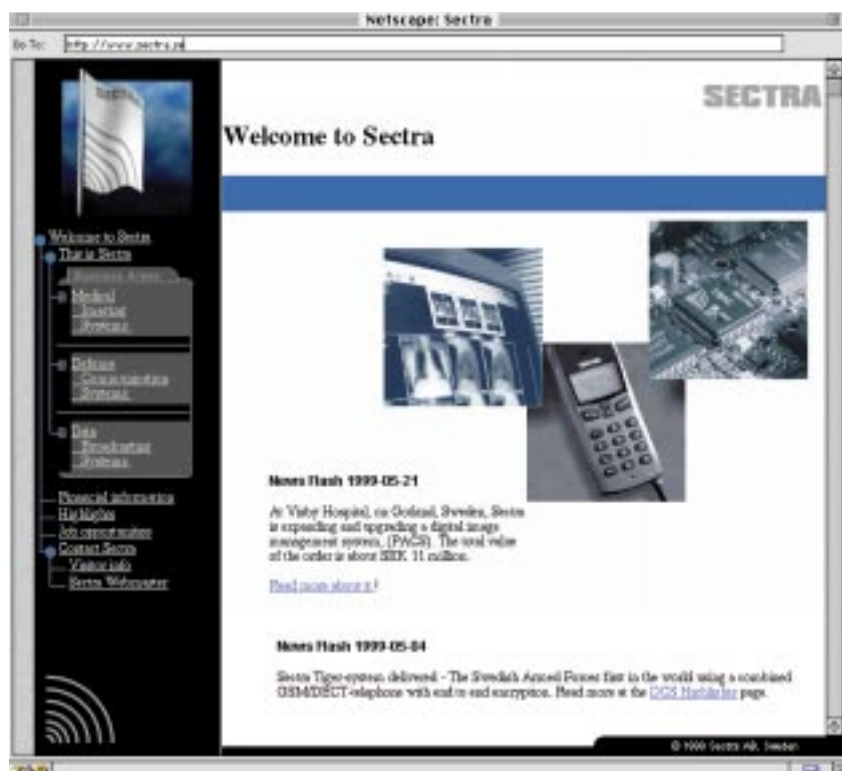 Netscape: Sectra
Go To: http://www.sectra.se
SECTRA
Welcome to Sectra
Welcome to Sectra
This is Sectra
Business Areas
Medical
Imaging
Systems
Defense
Communication
Systems
Data
Broadcasting
Systems
Financial information
Highlights
Job opportunities
Contact Sectra
Visitor info
Sectra Webmaster
News Flash 1999-05-21
At Visby Hospital, on Gotland, Sweden, Sectra
is expanding and upgrading a digital image
management system, (PACS). The total value
of the order is about SEK 11 million.
Read more about it!
News Flash 1999-05-04
Sectra Tiger-system delivered - The Swedish Armed Forces first in the world using a combined
GSM/DECT-telephone with end to end encryption. Read more at the page.
© 1999 Sectra AB, Sweden